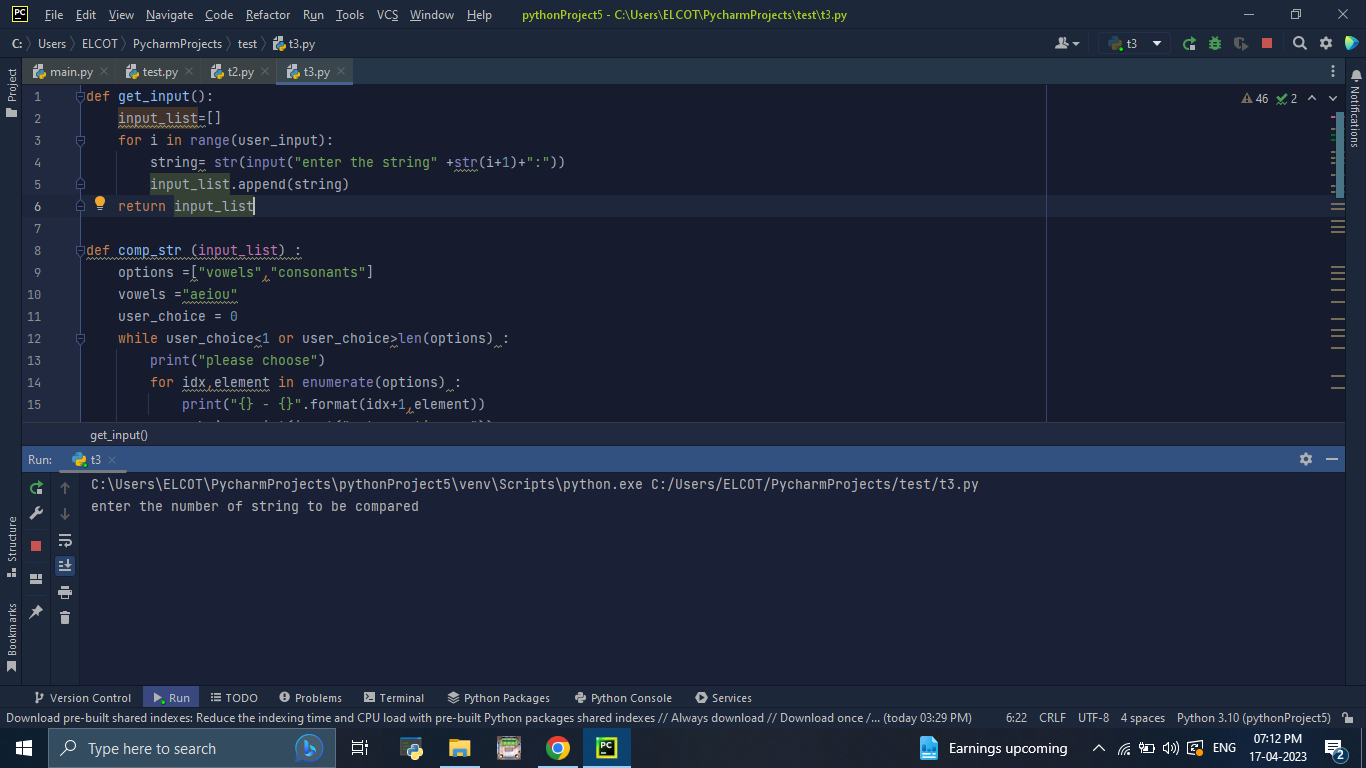 PC File Edit View Navigate Code Refactor Run Tools VCS Window Help pythonProject5 - C:\Users\ELCOT\PycharmProjects\test\t3.py
C: Users ELCOT PycharmProjects test t3.py t3
Project
main.py test.py t2.py t3.py
Notifications
46 2
1 def get_input():
2 input_list=[]
3 for i in range(user_input):
4 string= str(input("enter the string" +str(i+1)+":"))
5 input_list.append(string)
6 return input_list
7
8 def comp_str (input_list) :
9 options =["vowels","consonants"]
10 vowels ="aeiou"
11 user_choice = 0
12 while user_choice<1 or user_choice>len(options) :
13 print("please choose")
14 for idx,element in enumerate(options) :
15 print("{} - {}".format(idx+1,element))
get_input()
Run: t3
C:\Users\ELCOT\PycharmProjects\pythonProject5\venv\Scripts\python.exe C:/Users/ELCOT/PycharmProjects/test/t3.py
enter the number of string to be compared
Structure
Bookmarks
Version Control Run TODO Problems Terminal Python Packages Python Console Services
Download pre-built shared indexes: Reduce the indexing time and CPU load with pre-built Python packages shared indexes // Always download // Download once /... (today 03:29 PM) 6:22 CRLF UTF-8 4 spaces Python 3.10 (pythonProject5)
Type here to search PC Earnings upcoming ENG 07:12 PM
17-04-2023 2